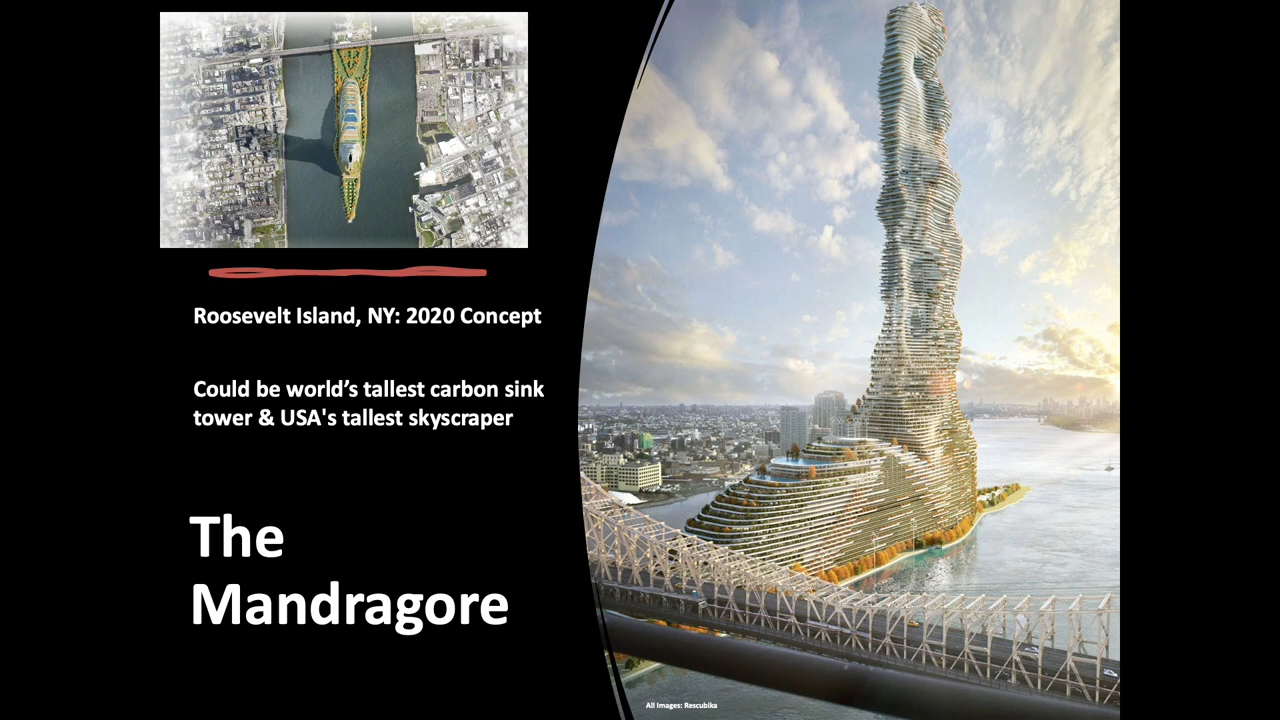 Roosevelt Island, NY: 2020 Concept
Could be world’s tallest carbon sink
tower & USA's tallest skyscraper
The
Mandragore
All Images: Rescubika